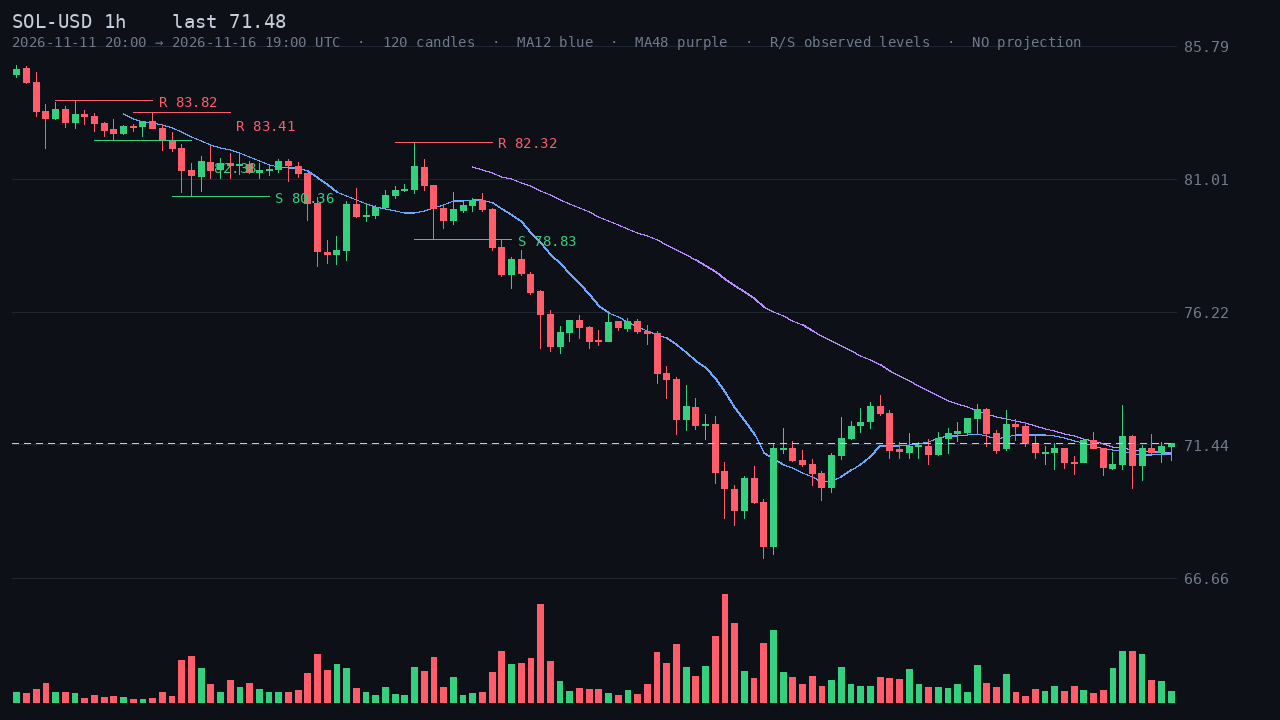 SOL-USD 1h    last 71.48
2026-11-11 20:00 → 2026-11-16 19:00 UTC  ·  120 candles  ·  MA12 blue  ·  MA48 purple  ·  R/S observed levels  ·  NO projection
85.79
R 83.82
R 83.41
R 82.32
81.01
S 80.36
S 78.83
76.22
71.44
66.66